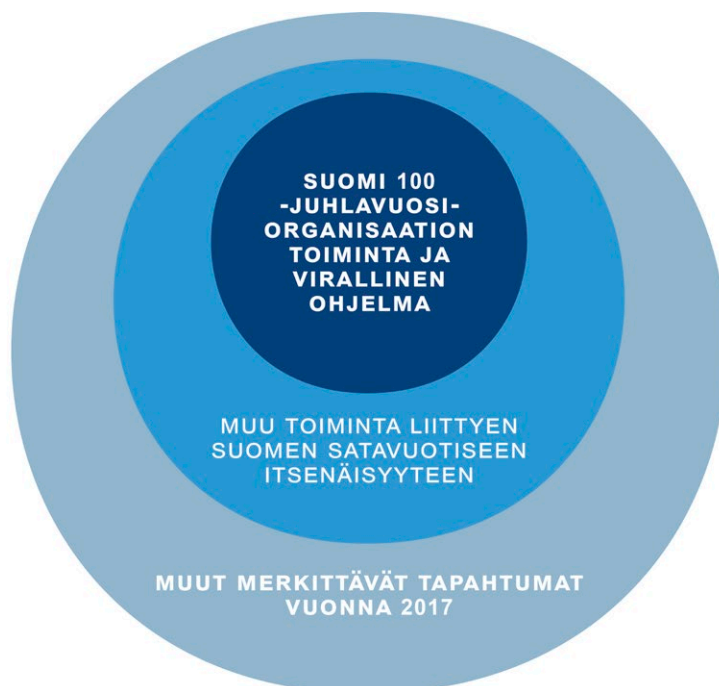 SUOMI 100
-JUHLAVUOSI-
ORGANISAATION
TOIMINTA JA
VIRALLINEN
OHJELMA
MUU TOIMINTA LIITTYEN
SUOMEN SATAVUOTISEEN
ITSENÄISYYTEEN
MUUT MERKITTÄVÄT TAPAHTUMAT
VUONNA 2017